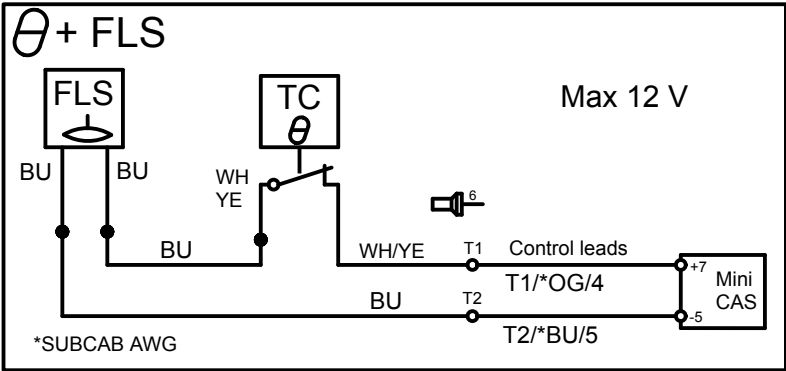 θ + FLS
FLS
TC
θ
Max 12 V
BU
BU
WH
YE
6
BU
WH/YE
T1
Control leads
+7
T1/*OG/4
Mini
CAS
BU
T2
-5
T2/*BU/5
*SUBCAB AWG